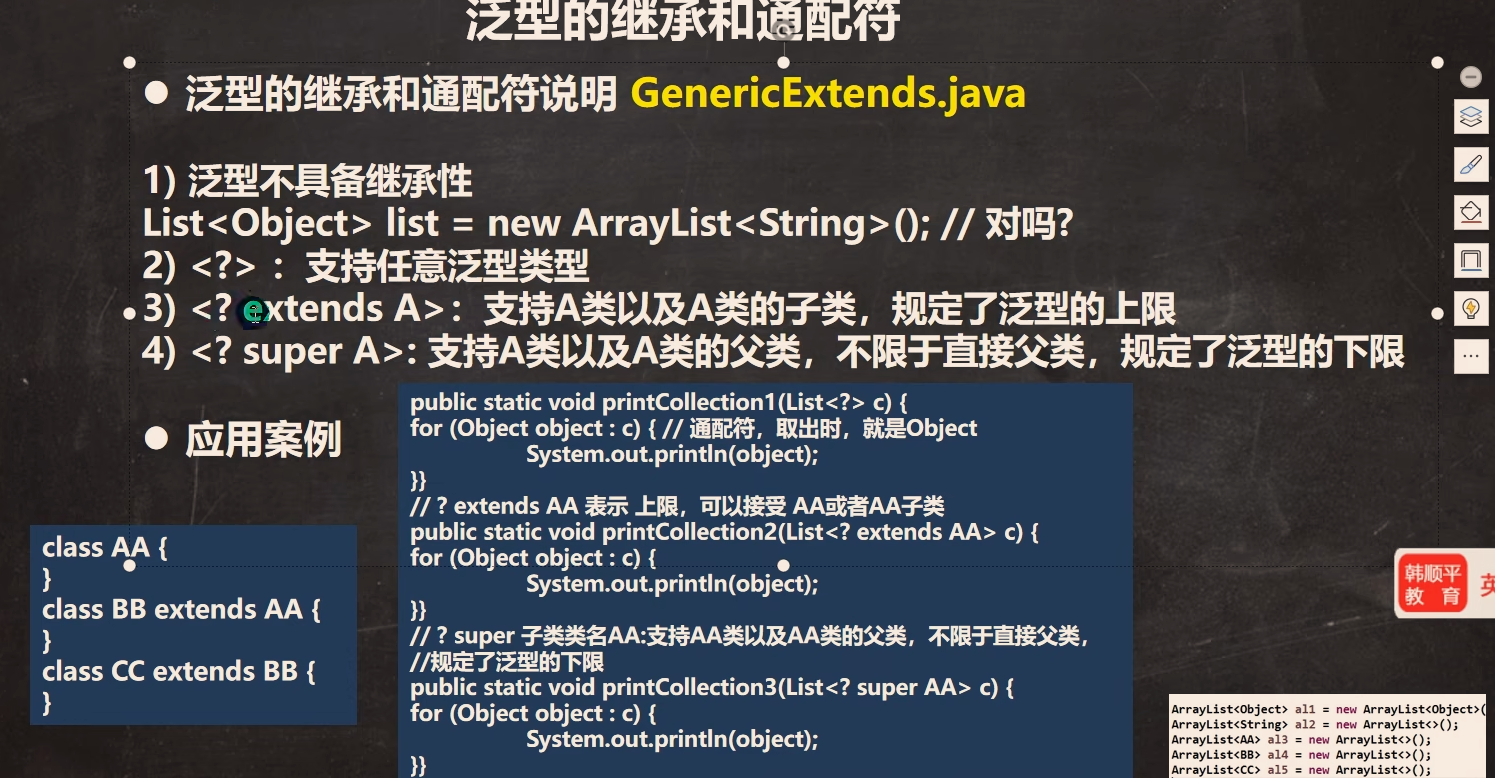 泛型的继承和通配符
● 泛型的继承和通配符说明 GenericExtends.java
1) 泛型不具备继承性
List<Object> list = new ArrayList<String>(); // 对吗?
2) <?> ：支持任意泛型类型
3) <? extends A>：支持A类以及A类的子类，规定了泛型的上限
4) <? super A>: 支持A类以及A类的父类，不限于直接父类，规定了泛型的下限
● 应用案例
class AA {
}
class BB extends AA {
}
class CC extends BB {
}
public static void printCollection1(List<?> c) {
for (Object object : c) { // 通配符，取出时，就是Object
System.out.println(object);
}}
// ? extends AA 表示 上限，可以接受 AA或者AA子类
public static void printCollection2(List<? extends AA> c) {
for (Object object : c) {
System.out.println(object);
}}
// ? super 子类类名AA:支持AA类以及AA类的父类，不限于直接父类，
//规定了泛型的下限
public static void printCollection3(List<? super AA> c) {
for (Object object : c) {
System.out.println(object);
}}
韩顺平
教 育
英
ArrayList<Object> al1 = new ArrayList<Object>(
ArrayList<String> al2 = new ArrayList<>();
ArrayList<AA> al3 = new ArrayList<>();
ArrayList<BB> al4 = new ArrayList<>();
ArrayList<CC> al5 = new ArrayList<>();